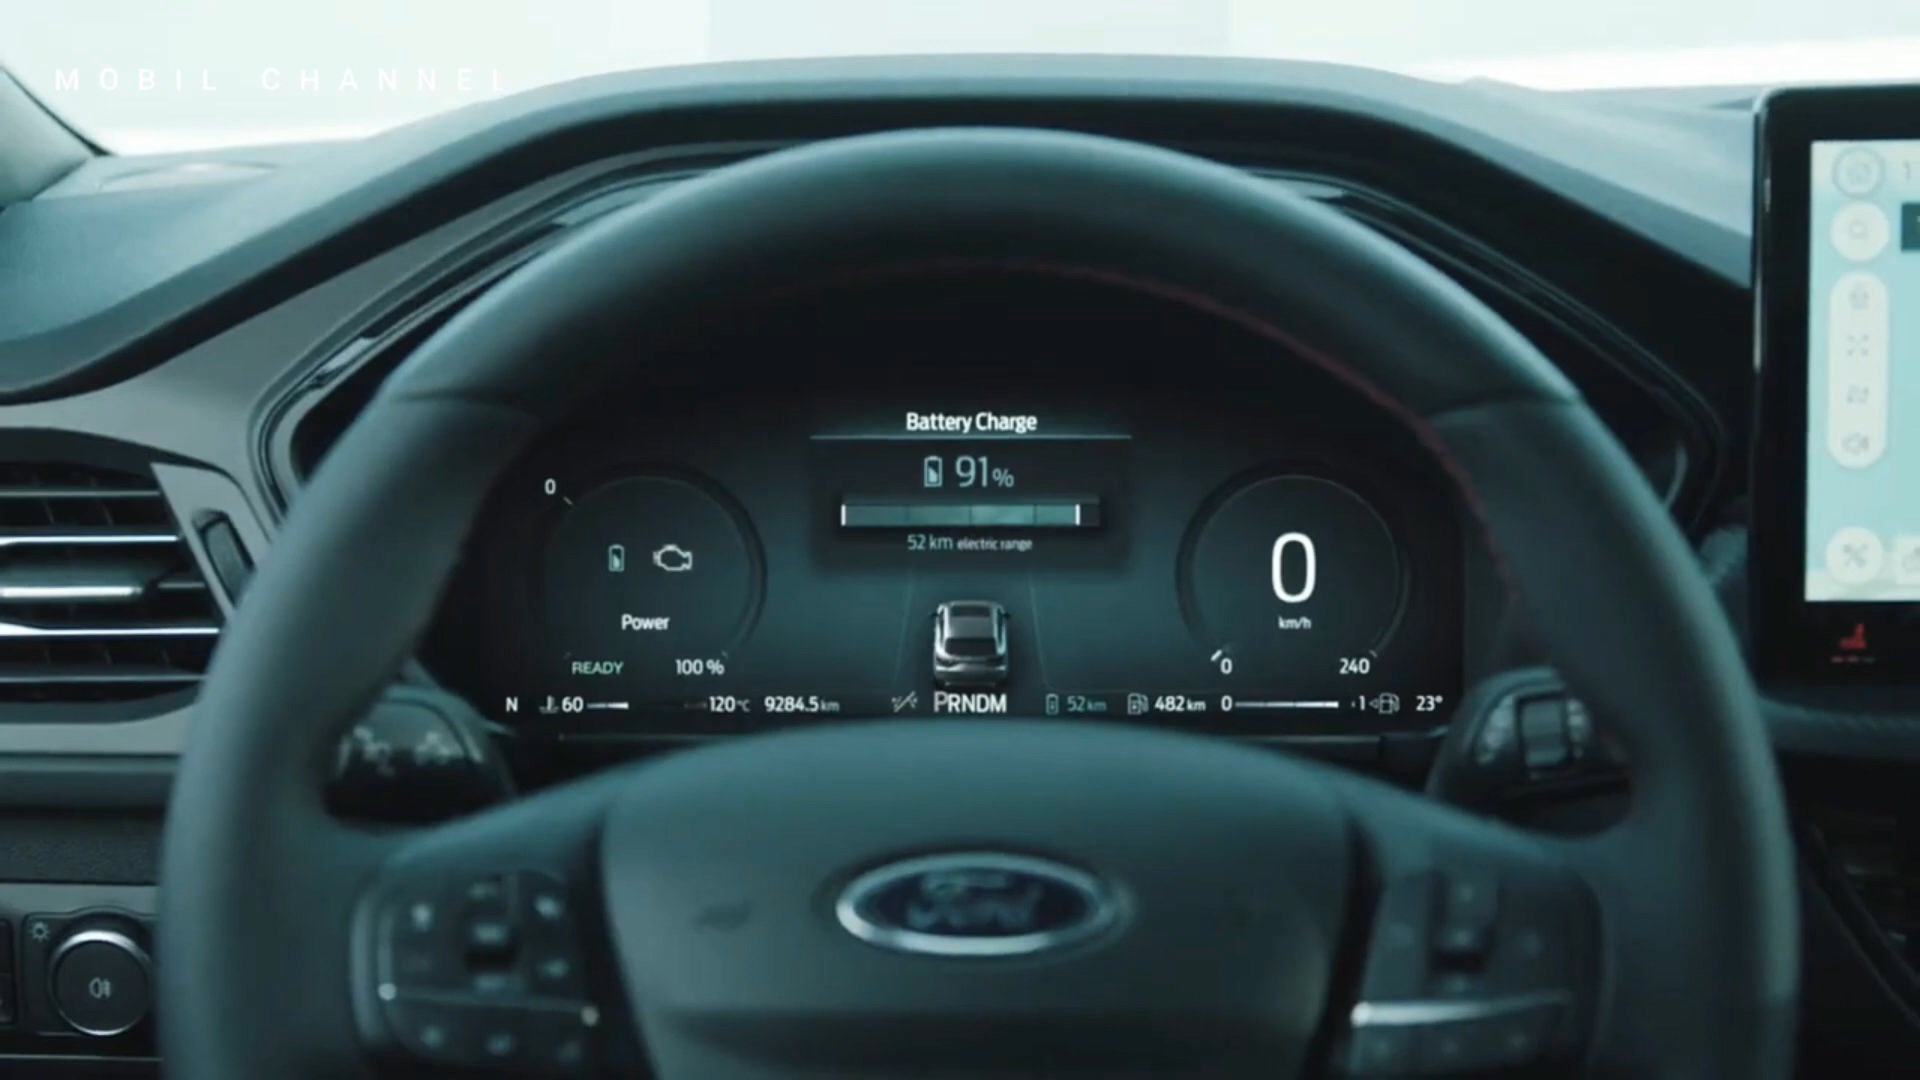 MOBIL CHANNEL
Battery Charge
91%
52 km electric range
0
Power
READY 100 %
0
km/h
0 240
N 60 120°C 9284.5 km PRNDM 52 km 482 km 0 1 23°
Ford